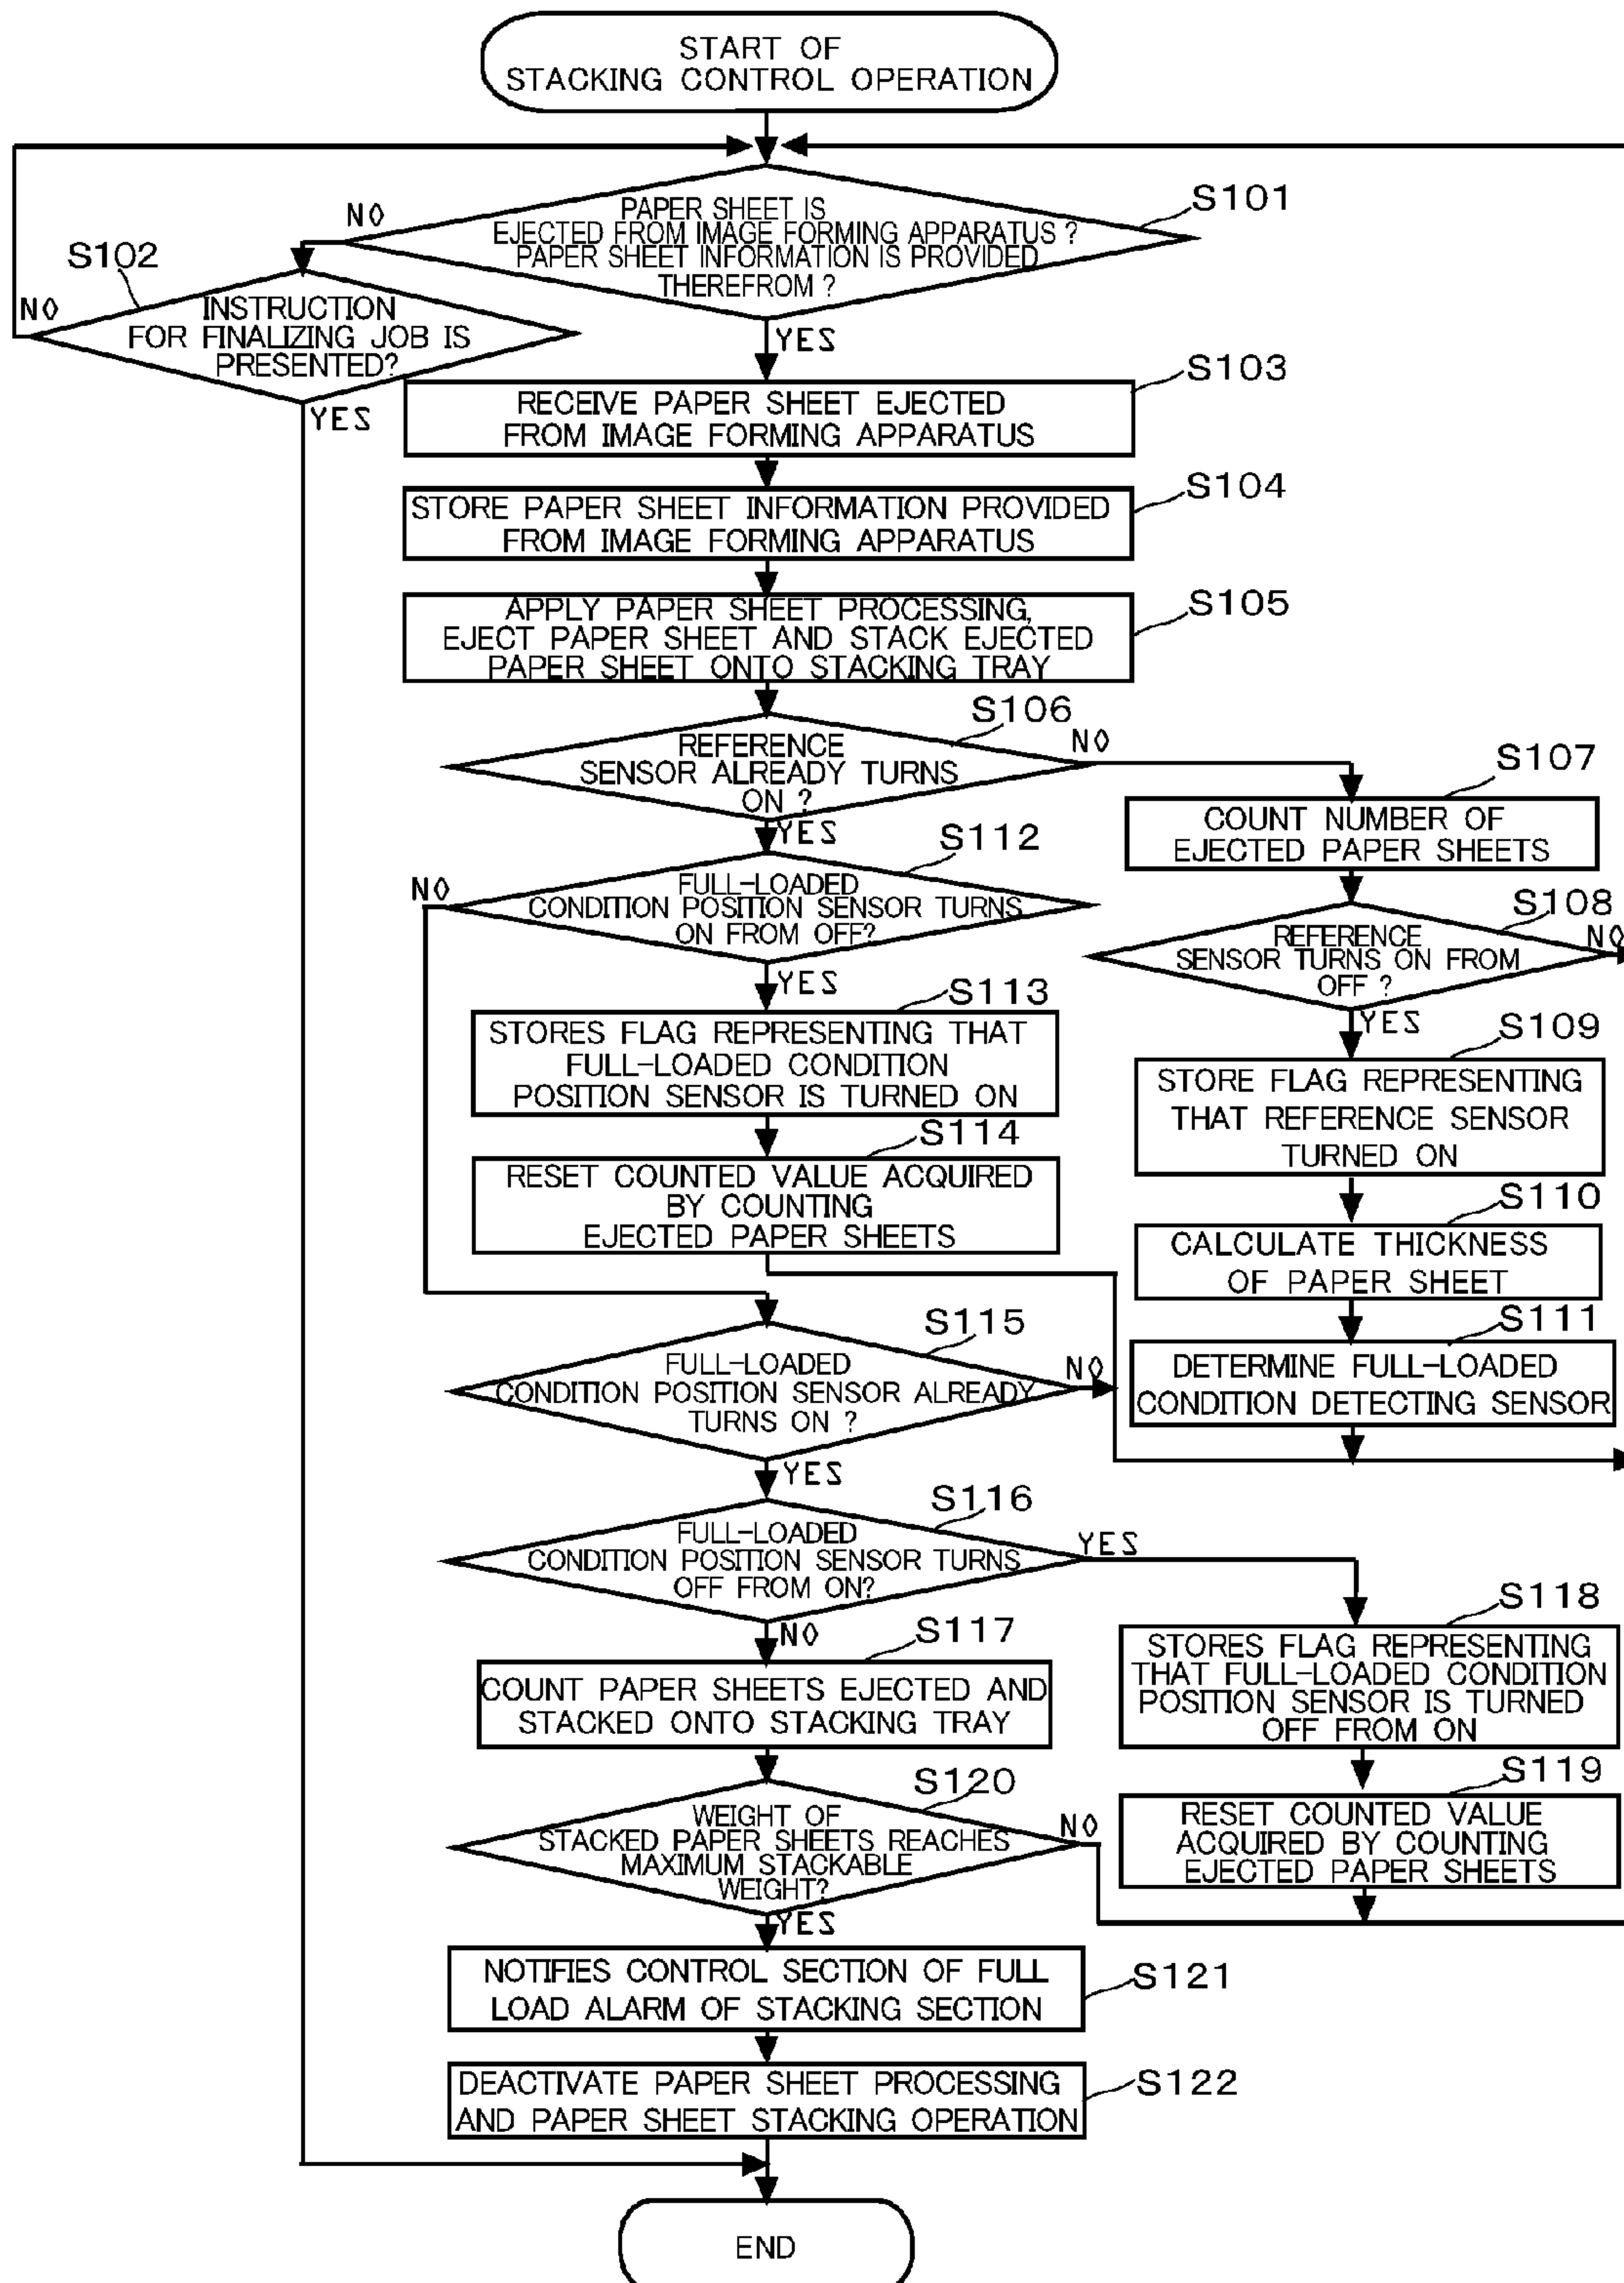 START OF
STACKING CONTROL OPERATION
S101
NO
PAPER SHEET IS
EJECTED FROM IMAGE FORMING APPARATUS ?
PAPER SHEET INFORMATION IS PROVIDED
THEREFROM ?
S102
NO
INSTRUCTION
FOR FINALIZING JOB IS
PRESENTED?
YES
YES
S103
RECEIVE PAPER SHEET EJECTED
FROM IMAGE FORMING APPARATUS
S104
STORE PAPER SHEET INFORMATION PROVIDED
FROM IMAGE FORMING APPARATUS
S105
APPLY PAPER SHEET PROCESSING,
EJECT PAPER SHEET AND STACK EJECTED
PAPER SHEET ONTO STACKING TRAY
S106
REFERENCE
SENSOR ALREADY TURNS
ON ?
NO
YES
S107
COUNT NUMBER OF
EJECTED PAPER SHEETS
S108
REFERENCE
SENSOR TURNS ON FROM
OFF ?
NO
YES
S109
STORE FLAG REPRESENTING
THAT REFERENCE SENSOR
TURNED ON
S110
CALCULATE THICKNESS
OF PAPER SHEET
S111
DETERMINE FULL-LOADED
CONDITION DETECTING SENSOR
S112
NO
FULL-LOADED
CONDITION POSITION SENSOR TURNS
ON FROM OFF?
YES
S113
STORES FLAG REPRESENTING THAT
FULL-LOADED CONDITION
POSITION SENSOR IS TURNED ON
S114
RESET COUNTED VALUE ACQUIRED
BY COUNTING
EJECTED PAPER SHEETS
S115
FULL-LOADED
CONDITION POSITION SENSOR ALREADY
TURNS ON ?
NO
YES
S116
FULL-LOADED
CONDITION POSITION SENSOR TURNS
OFF FROM ON?
YES
NO
S117
COUNT PAPER SHEETS EJECTED AND
STACKED ONTO STACKING TRAY
S118
STORES FLAG REPRESENTING
THAT FULL-LOADED CONDITION
POSITION SENSOR IS TURNED
OFF FROM ON
S119
RESET COUNTED VALUE
ACQUIRED BY COUNTING
EJECTED PAPER SHEETS
S120
WEIGHT OF
STACKED PAPER SHEETS REACHES
MAXIMUM STACKABLE
WEIGHT?
NO
YES
S121
NOTIFIES CONTROL SECTION OF FULL
LOAD ALARM OF STACKING SECTION
S122
DEACTIVATE PAPER SHEET PROCESSING
AND PAPER SHEET STACKING OPERATION
END